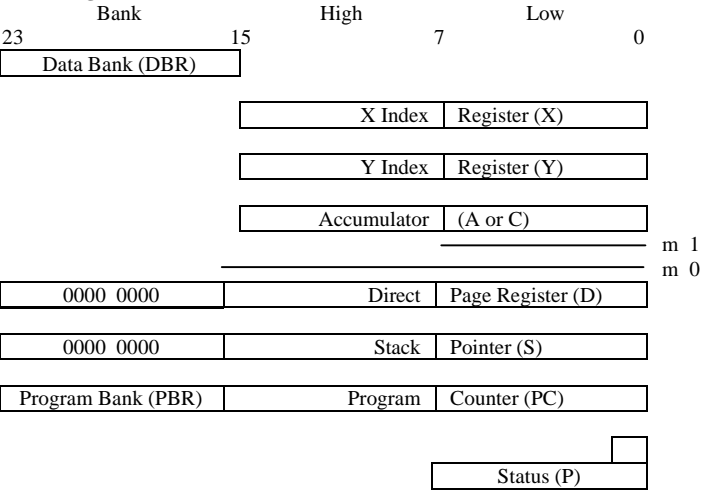 Bank High Low
23 15 7 0
Data Bank (DBR)
X Index Register (X)
Y Index Register (Y)
Accumulator (A or C)
m 1
m 0
0000 0000 Direct Page Register (D)
0000 0000 Stack Pointer (S)
Program Bank (PBR) Program Counter (PC)
Status (P)